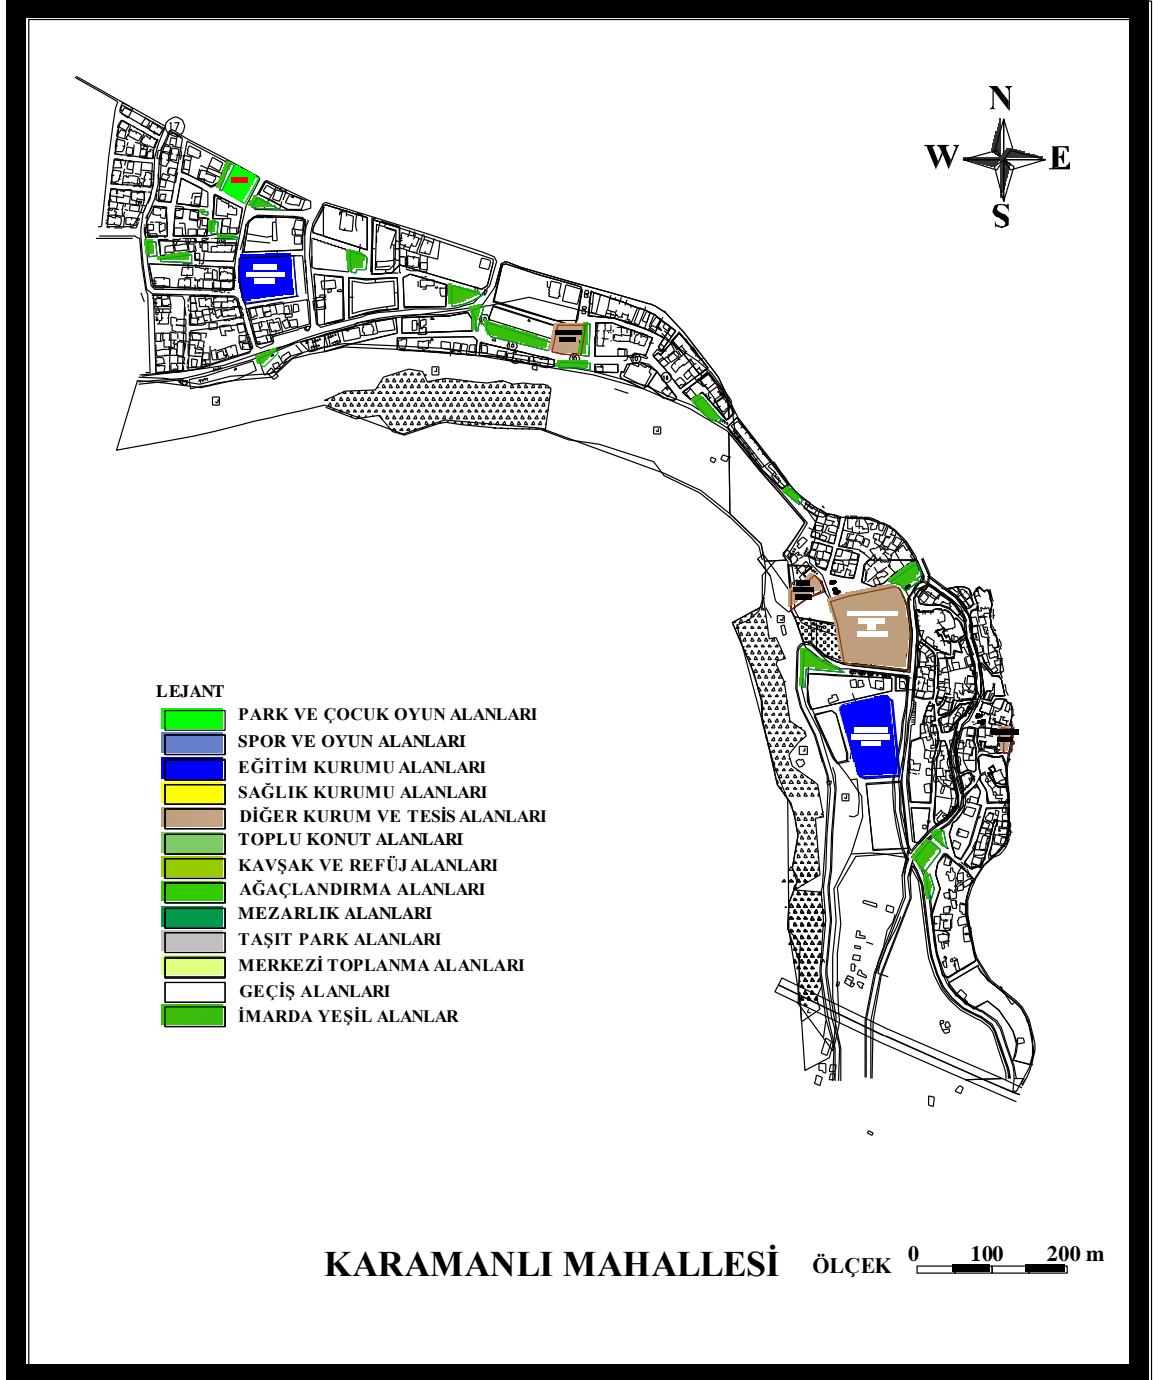 N
W E
S
17
LEJANT
PARK VE ÇOCUK OYUN ALANLARI
SPOR VE OYUN ALANLARI
EĞİTİM KURUMU ALANLARI
SAĞLIK KURUMU ALANLARI
DİĞER KURUM VE TESİS ALANLARI
TOPLU KONUT ALANLARI
KAVŞAK VE REFÜJ ALANLARI
AĞAÇLANDIRMA ALANLARI
MEZARLIK ALANLARI
TAŞIT PARK ALANLARI
MERKEZİ TOPLANMA ALANLARI
GEÇİŞ ALANLARI
İMARDA YEŞİL ALANLAR
KARAMANLI MAHALLESİ
ÖLÇEK 0 100 200 m